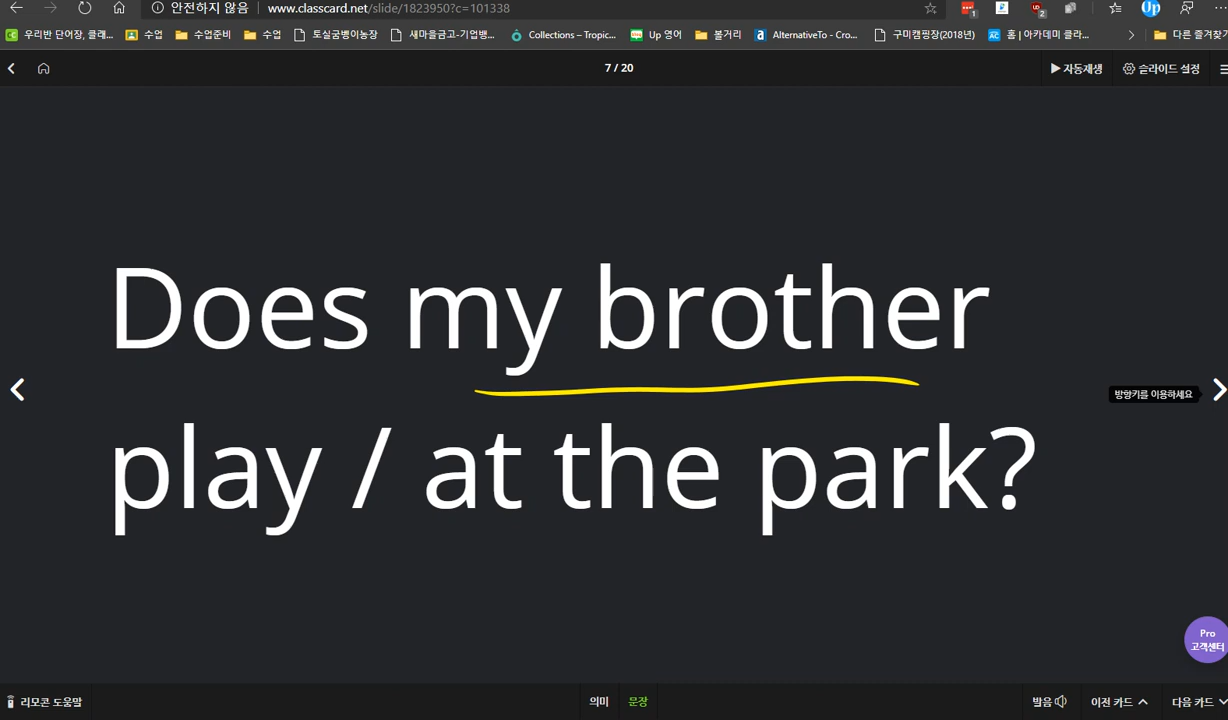 안전하지 않음 www.classcard.net/slide/1823950?c=101338
우리반 단어장, 클래... 수업 수업준비 수업 토실궁뱅이농장 새마을금고-기업뱅... Collections – Tropic... Up 영어 볼거리 AlternativeTo - Cro... 구미캠핑장(2018년) 홈 | 아카데미 클라... 다른 즐겨찾기
7 / 20 자동재생 슬라이드 설정
Does my brother
방향키를 이용하세요
play / at the park?
Pro
고객센터
리모콘 도움말 의미 문장 발음 이전 카드 다음 카드